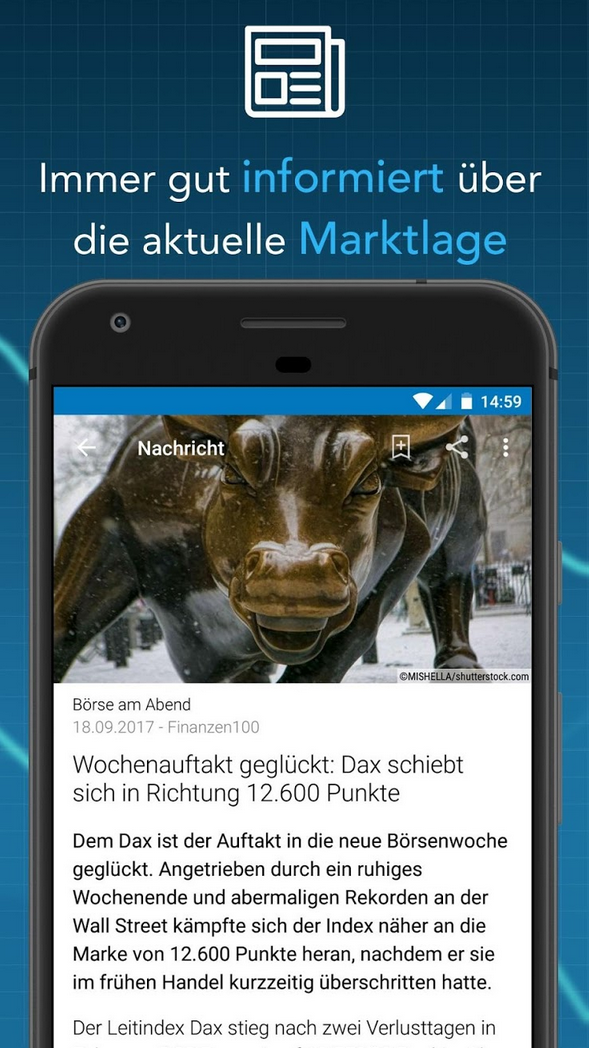 Immer gut informiert über
die aktuelle Marktlage
14:59
Nachricht
©MISHELLA/shutterstock.com
Börse am Abend
18.09.2017 - Finanzen100
Wochenauftakt geglückt: Dax schiebt
sich in Richtung 12.600 Punkte
Dem Dax ist der Auftakt in die neue Börsenwoche
geglückt. Angetrieben durch ein ruhiges
Wochenende und abermaligen Rekorden an der
Wall Street kämpfte sich der Index näher an die
Marke von 12.600 Punkte heran, nachdem er sie
im frühen Handel kurzzeitig überschritten hatte.
Der Leitindex Dax stieg nach zwei Verlusttagen in